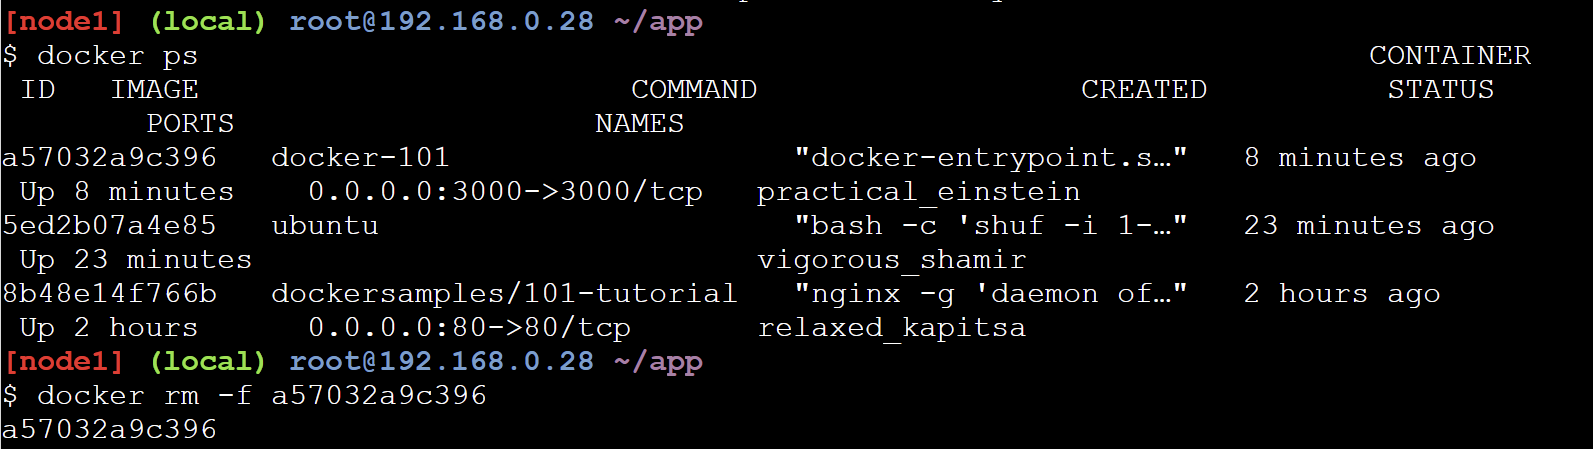 [node1] (local) root@192.168.0.28 ~/app
$ docker ps CONTAINER
ID IMAGE COMMAND CREATED STATUS
PORTS NAMES
a57032a9c396 docker-101 "docker-entrypoint.s…" 8 minutes ago
Up 8 minutes 0.0.0.0:3000->3000/tcp practical_einstein
5ed2b07a4e85 ubuntu "bash -c 'shuf -i 1-…" 23 minutes ago
Up 23 minutes vigorous_shamir
8b48e14f766b dockersamples/101-tutorial "nginx -g 'daemon of…" 2 hours ago
Up 2 hours 0.0.0.0:80->80/tcp relaxed_kapitsa
[node1] (local) root@192.168.0.28 ~/app
$ docker rm -f a57032a9c396
a57032a9c396